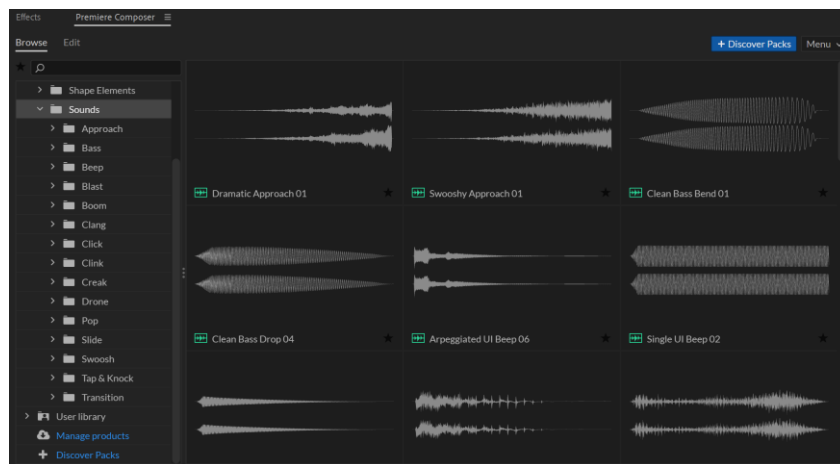 Effects Premiere Composer
Browse Edit
+ Discover Packs Menu
Shape Elements
Sounds
Approach
Bass
Beep
Blast
Boom
Clang
Click
Clink
Creak
Drone
Pop
Slide
Swoosh
Tap & Knock
Transition
User library
Manage products
Discover Packs
Dramatic Approach 01
Swooshy Approach 01
Clean Bass Bend 01
Clean Bass Drop 04
Arpeggiated UI Beep 06
Single UI Beep 02